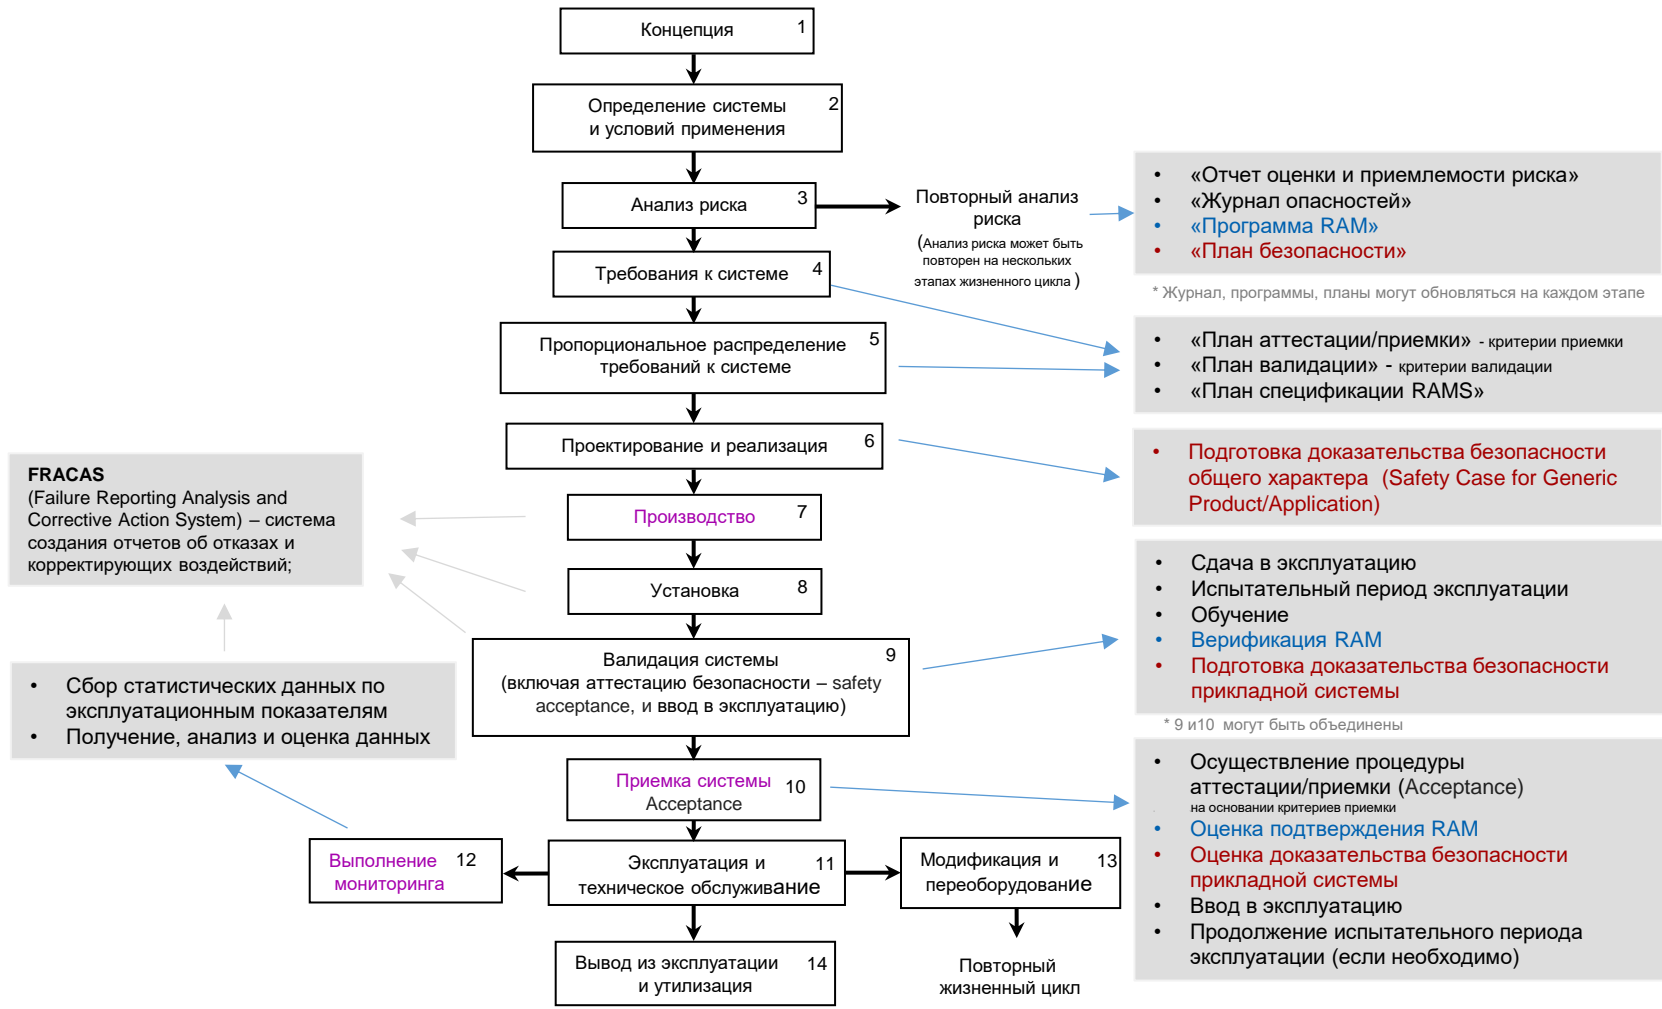 Концепция 1
Определение системы 2
и условий применения
Анализ риска 3
Повторный анализ
риска
(Анализ риска может быть
повторен на нескольких
этапах жизненного цикла )
• «Отчет оценки и приемлемости риска»
• «Журнал опасностей»
• «Программа RAM»
• «План безопасности»
* Журнал, программы, планы могут обновляться на каждом этапе
Требования к системе 4
Пропорциональное распределение 5
требований к системе
• «План аттестации/приемки» - критерии приемки
• «План валидации» - критерии валидации
• «План спецификации RAMS»
Проектирование и реализация 6
• Подготовка доказательства безопасности
общего характера (Safety Case for Generic
Product/Application)
FRACAS
(Failure Reporting Analysis and
Corrective Action System) – система
создания отчетов об отказах и
корректирующих воздействий;
Производство 7
Установка 8
Валидация системы 9
(включая аттестацию безопасности – safety
acceptance, и ввод в эксплуатацию)
• Сдача в эксплуатацию
• Испытательный период эксплуатации
• Обучение
• Верификация RAM
• Подготовка доказательства безопасности
прикладной системы
* 9 и10 могут быть объединены
• Сбор статистических данных по
эксплуатационным показателям
• Получение, анализ и оценка данных
Приемка системы 10
Acceptance
• Осуществление процедуры
аттестации/приемки (Acceptance)
на основании критериев приемки
• Оценка подтверждения RAM
• Оценка доказательства безопасности
прикладной системы
• Ввод в эксплуатацию
• Продолжение испытательного периода
эксплуатации (если необходимо)
Выполнение 12
мониторинга
Эксплуатация и 11
техническое обслуживание
Модификация и 13
переоборудование
Вывод из эксплуатации 14
и утилизация
Повторный
жизненный цикл